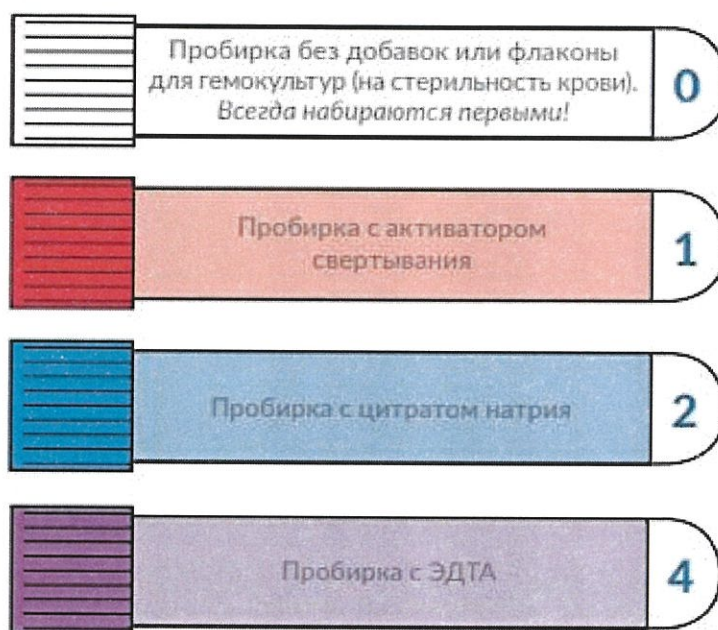 Пробирка без добавок или флаконы
для гемокультур (на стерильность крови).
Всегда набираются первыми!
0
Пробирка с активатором
свертывания
1
Пробирка с цитратом натрия
2
Пробирка с ЭДТА
4